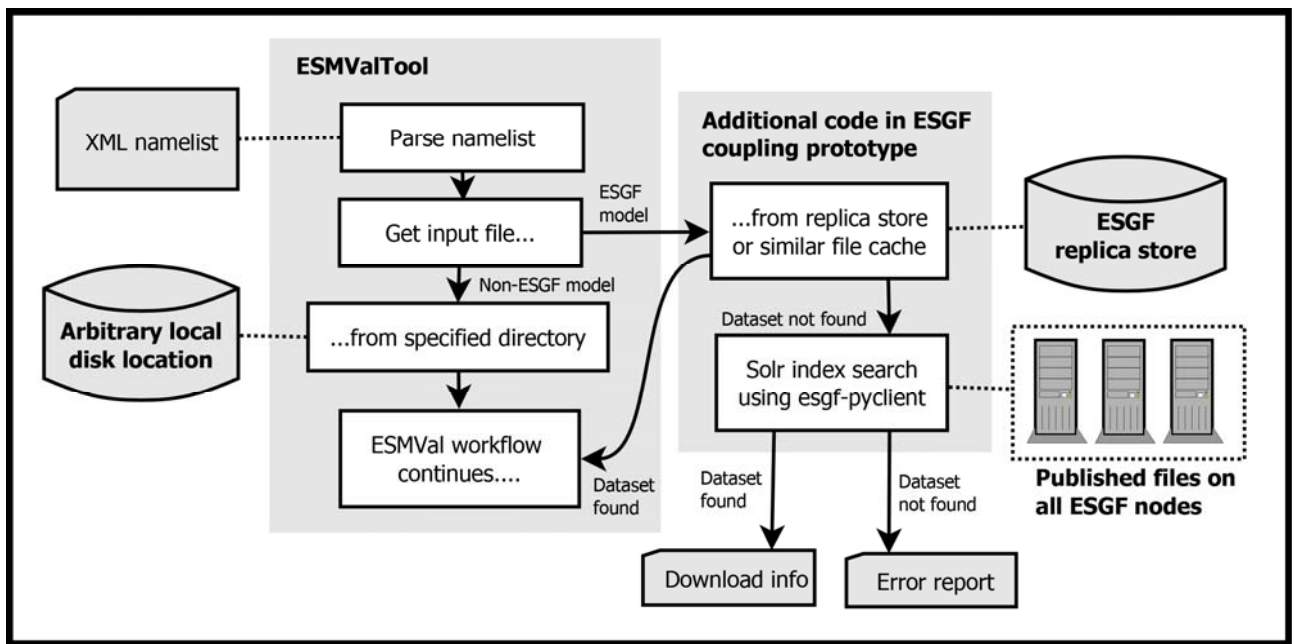 ESMValTool
XML namelist
Parse namelist
Additional code in ESGF
coupling prototype
ESGF
model
Get input file...
...from replica store
or similar file cache
ESGF
replica store
Non-ESGF model
Arbitrary local
disk location
...from specified directory
Dataset not found
Solr index search
using esgf-pyclient
ESMVal workflow
continues....
Dataset
found
Dataset
found
Dataset
not found
Published files on
all ESGF nodes
Download info
Error report